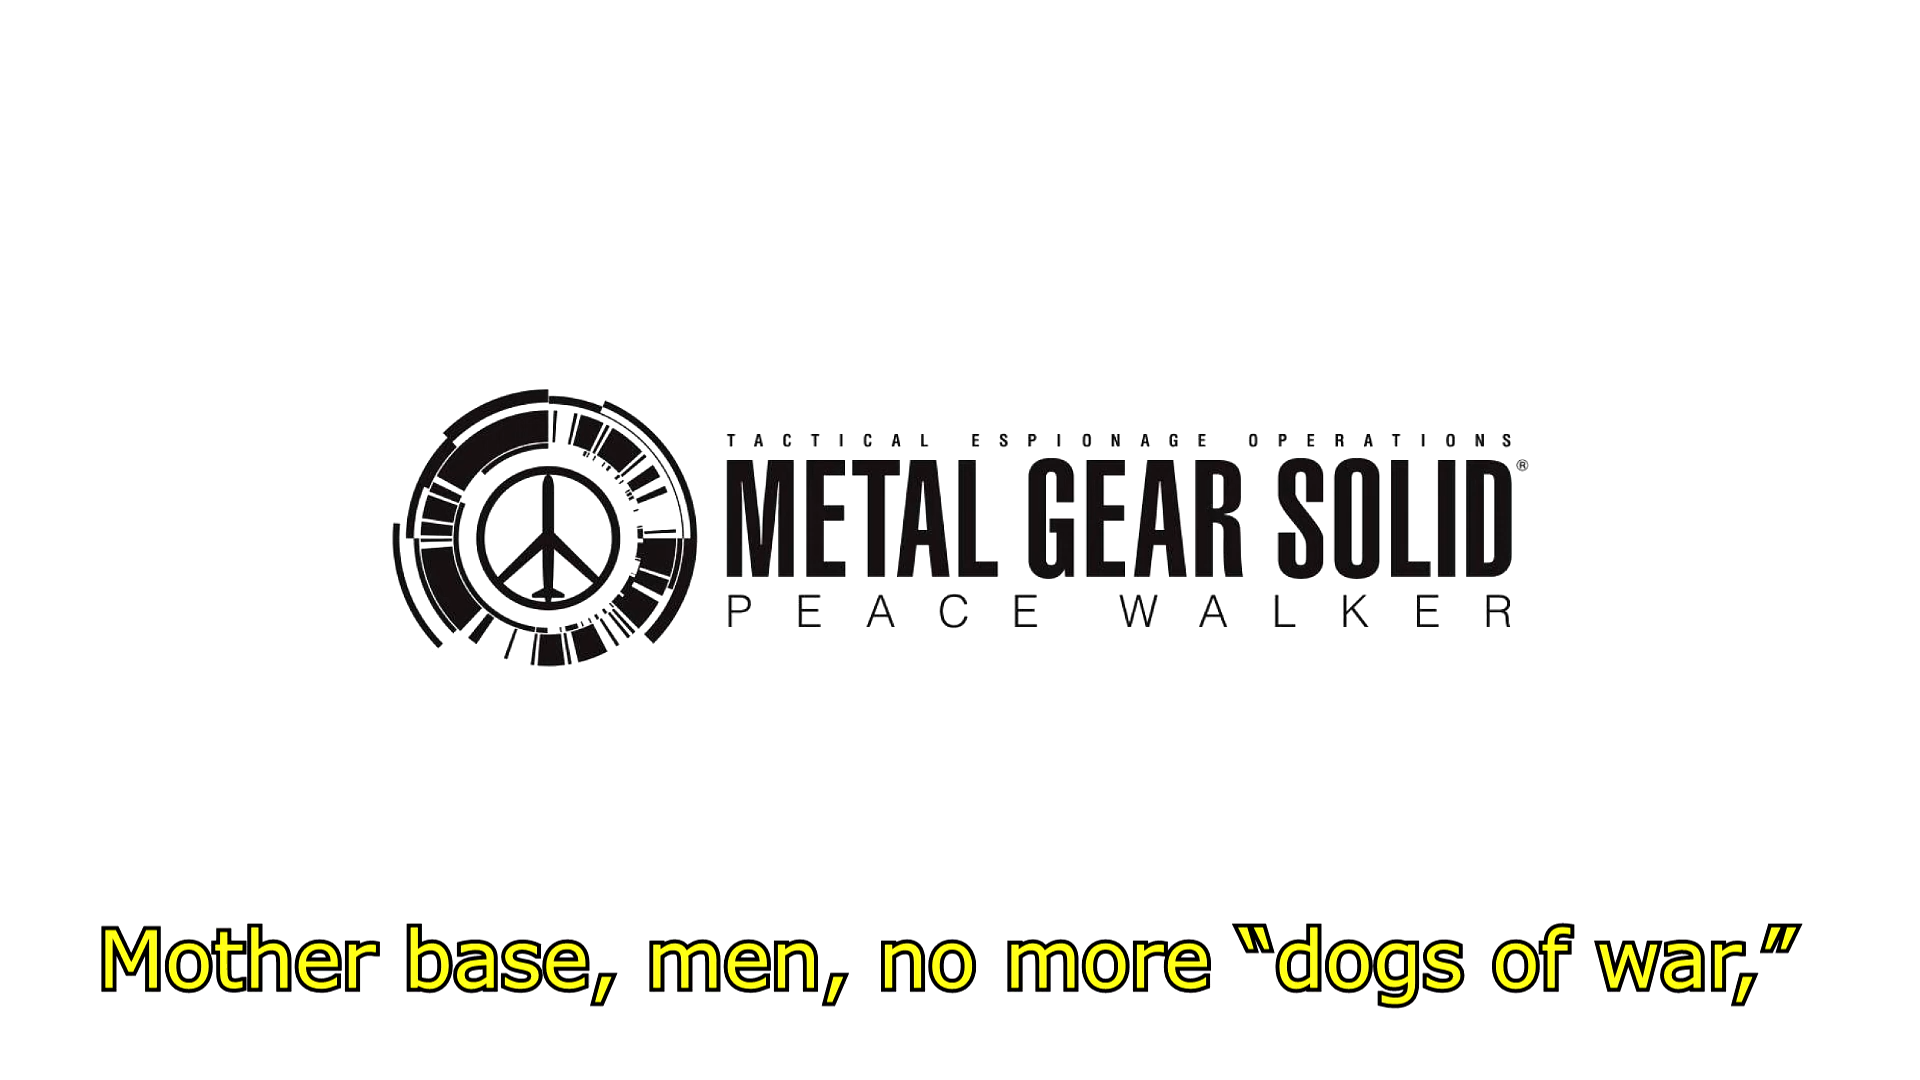 TACTICAL ESPIONAGE OPERATIONS
METAL GEAR SOLID®
PEACE WALKER
Mother base, men, no more “dogs of war,”